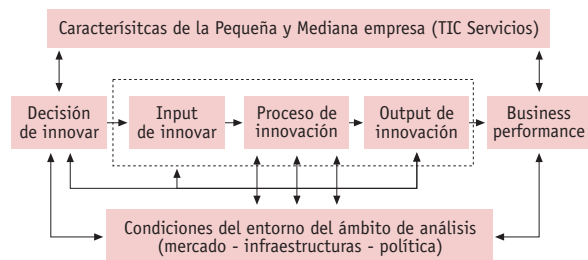 Caracterísitcas de la Pequeña y Mediana empresa (TIC Servicios)
Decisión
de innovar
Input
de innovar
Proceso de
innovación
Output de
innovación
Business
performance
Condiciones del entorno del ámbito de análisis
(mercado - infraestructuras - política)